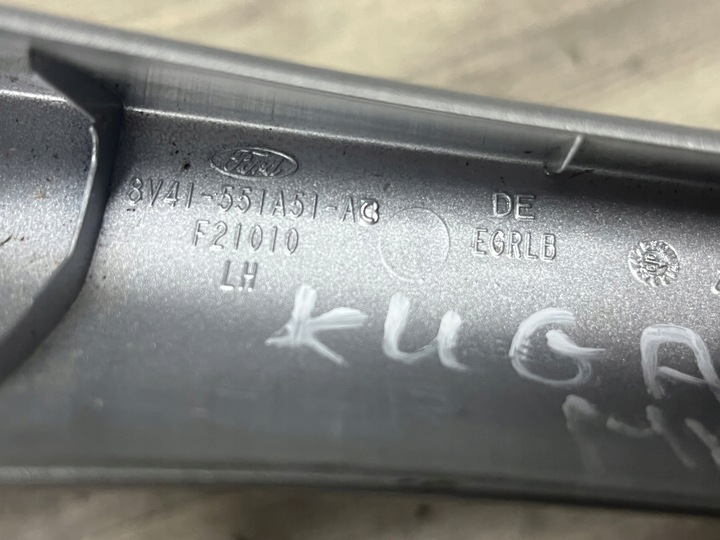 Ford
8V41-551A51-AC
F21010
LH
DE
EGRLB
KUGA